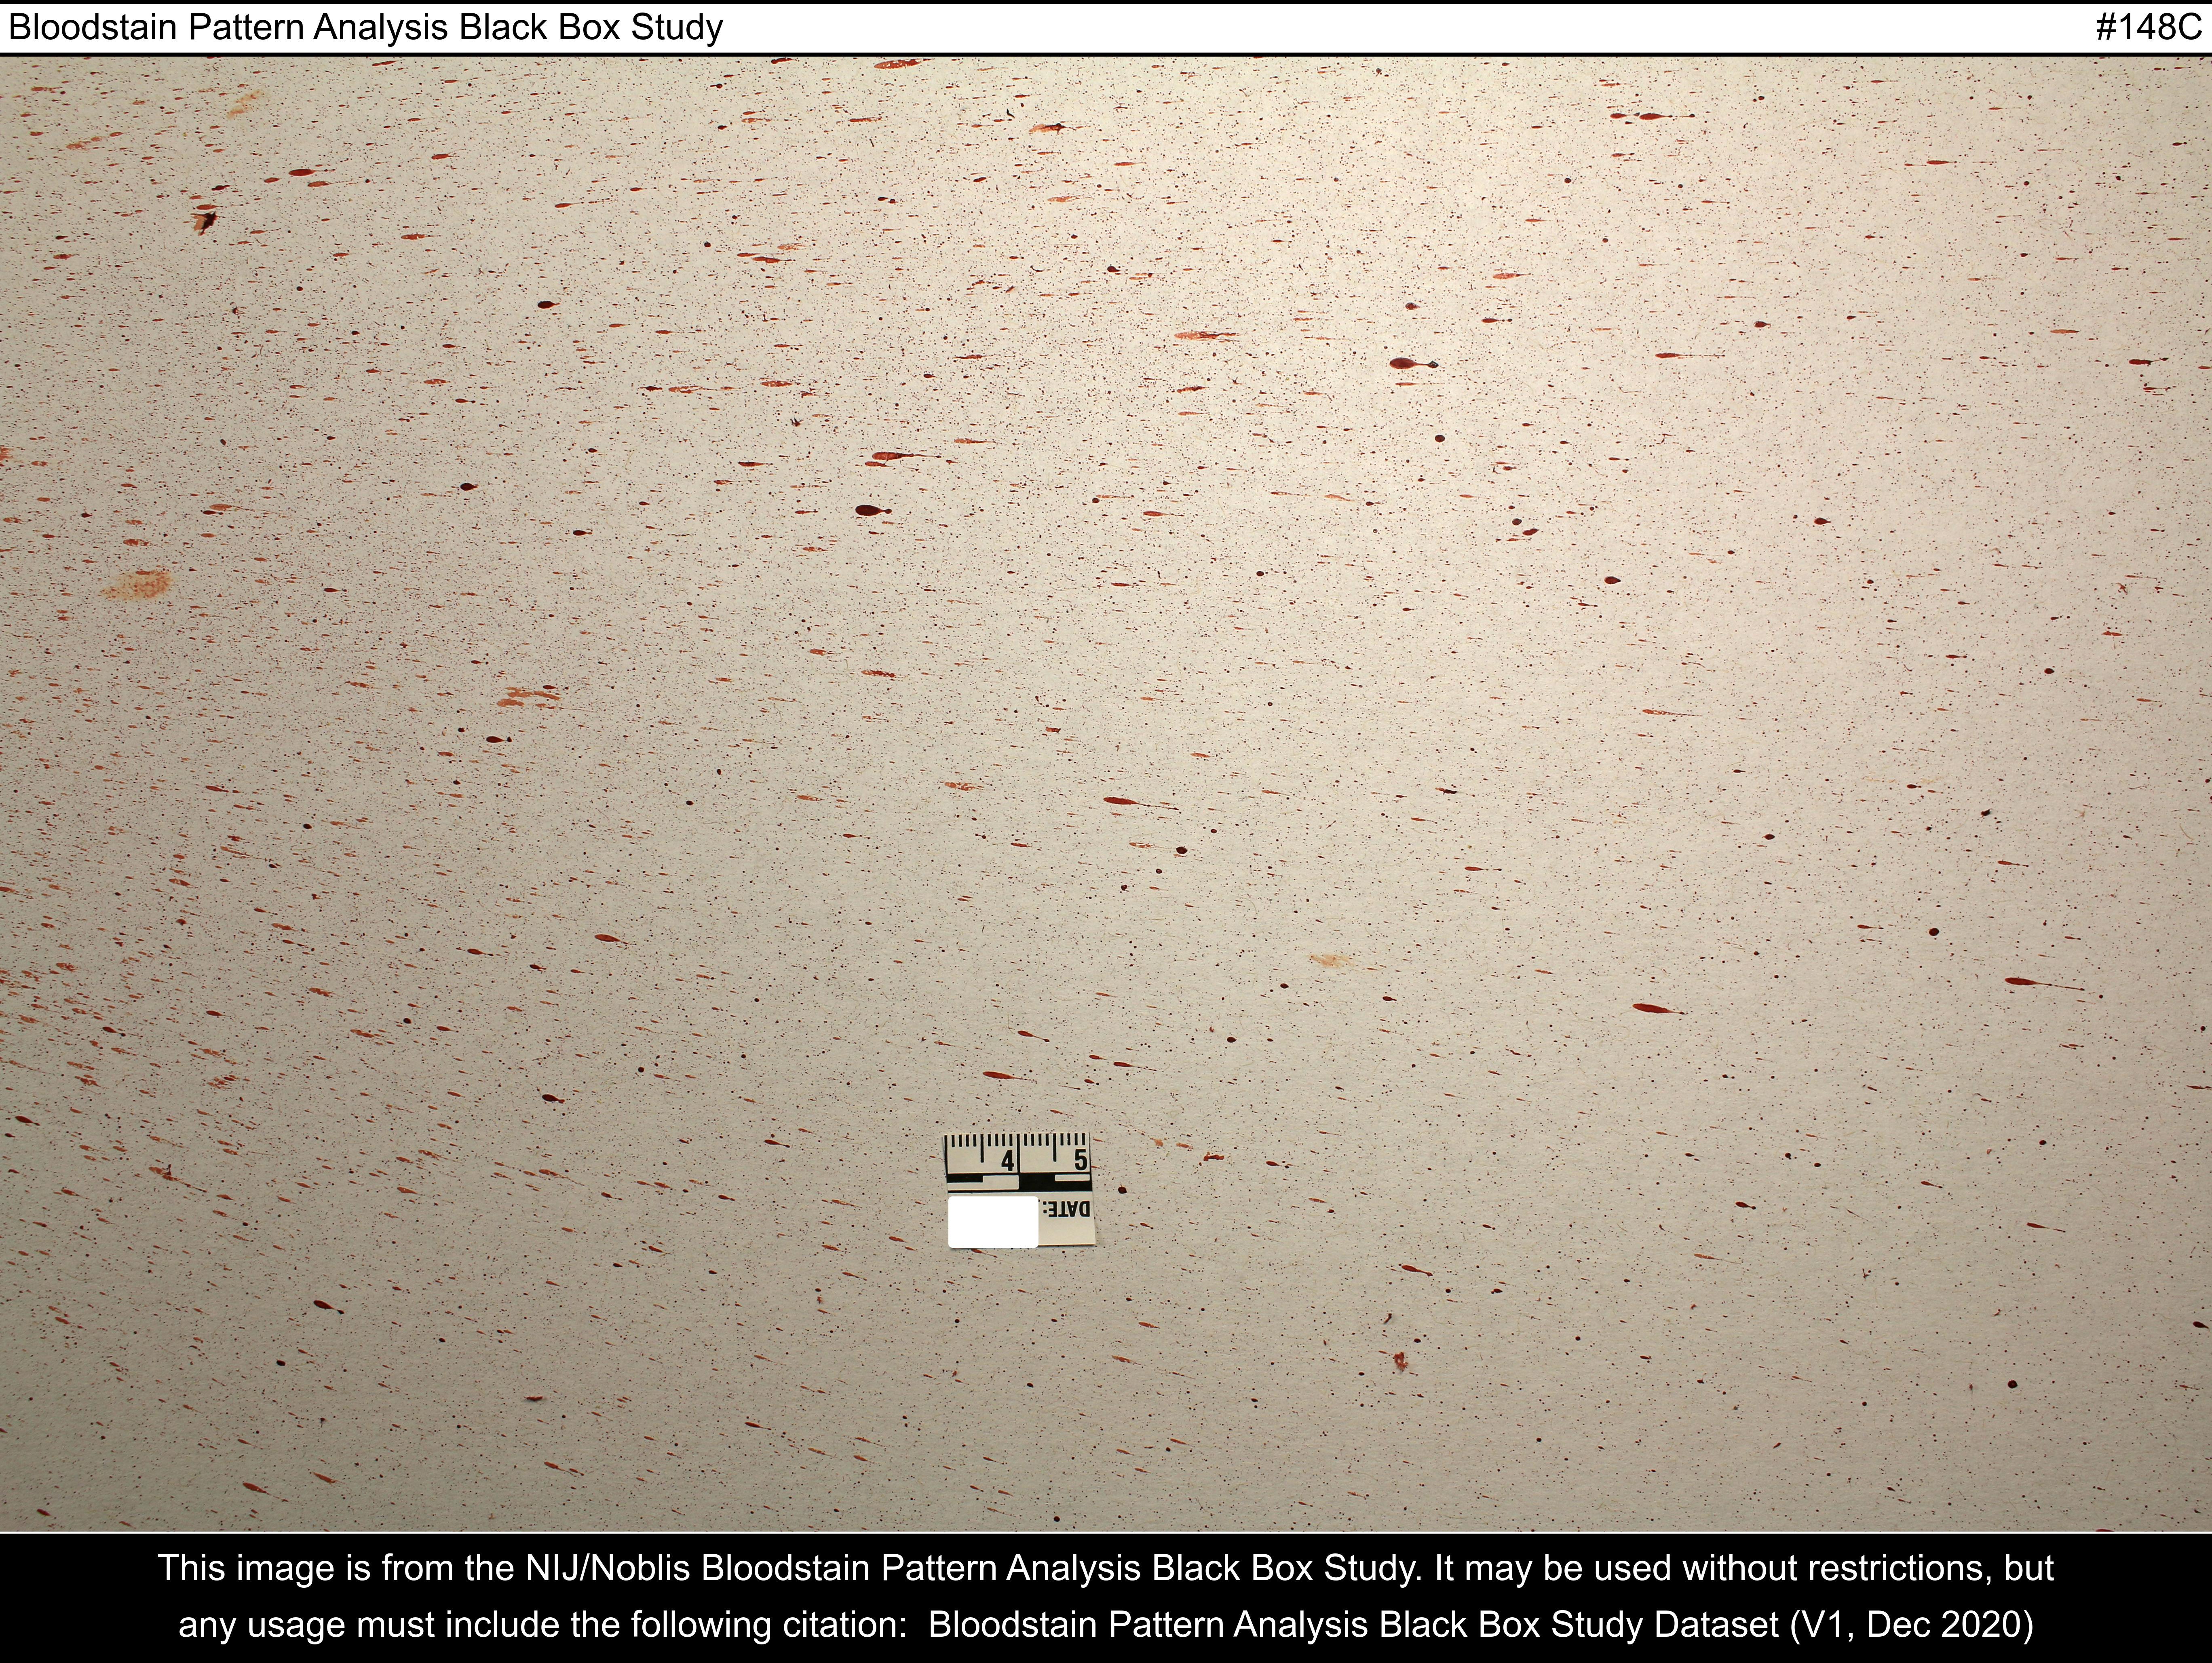 Bloodstain Pattern Analysis Black Box Study #148C
4 5
DATE:
This image is from the NIJ/Noblis Bloodstain Pattern Analysis Black Box Study. It may be used without restrictions, but
any usage must include the following citation:  Bloodstain Pattern Analysis Black Box Study Dataset (V1, Dec 2020)